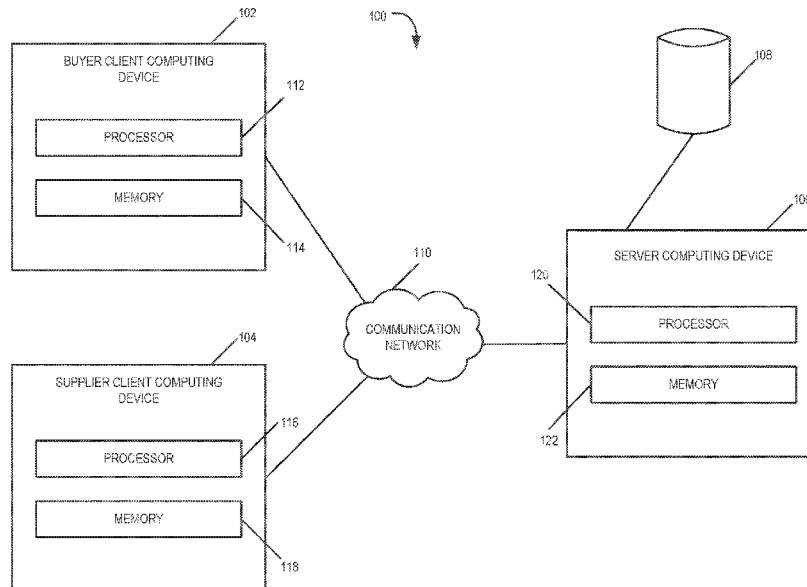 102
100
BUYER CLIENT COMPUTING
DEVICE
112
108
PROCESSOR
MEMORY
114
106
110
SERVER COMPUTING DEVICE
120
COMMUNICATION
NETWORK
PROCESSOR
104
SUPPLIER CLIENT COMPUTING
DEVICE
MEMORY
116
122
PROCESSOR
MEMORY
118